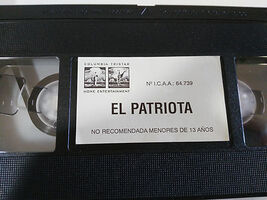 COLUMBIA TRISTAR
HOME ENTERTAINMENT
Nº I.C.A.A.: 64.739
EL PATRIOTA
NO RECOMENDADA MENORES DE 13 AÑOS